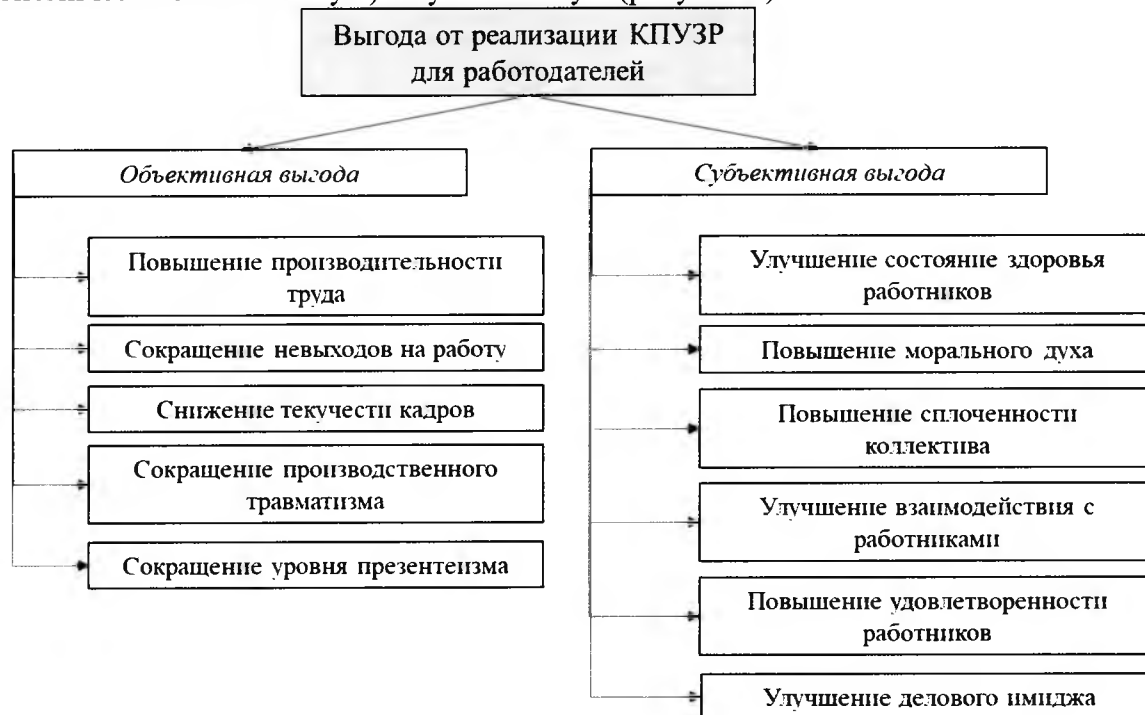 Выгода от реализации КПУЗР
для работодателей
Объективная выгода
Повышение производительности
труда
Сокращение невыходов на работу
Снижение текучести кадров
Сокращение производственного
травматизма
Сокращение уровня презентеизма
Субъективная выгода
Улучшение состояние здоровья
работников
Повышение морального духа
Повышение сплоченности
коллектива
Улучшение взаимодействия с
работниками
Повышение удовлетворенности
работников
Улучшение делового имиджа